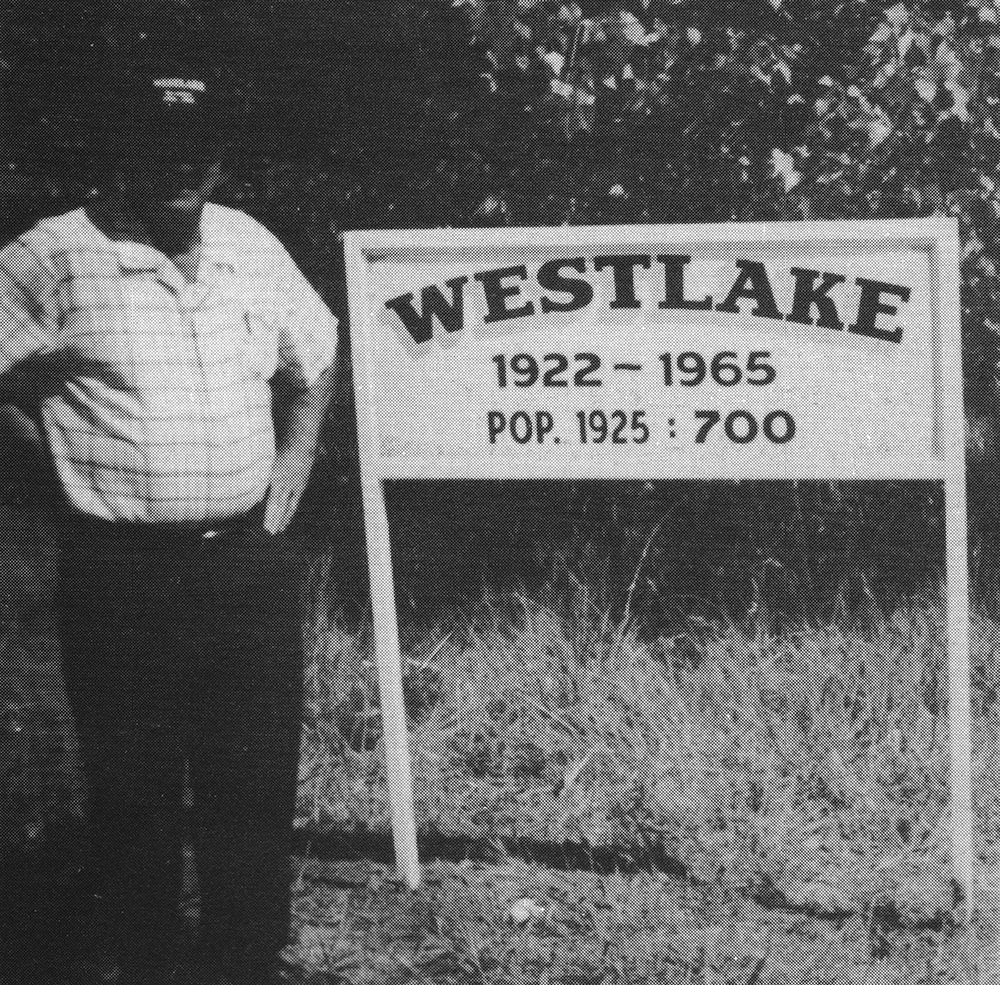 WESTLAKE
1922 ~ 1965
POP. 1925 : 700